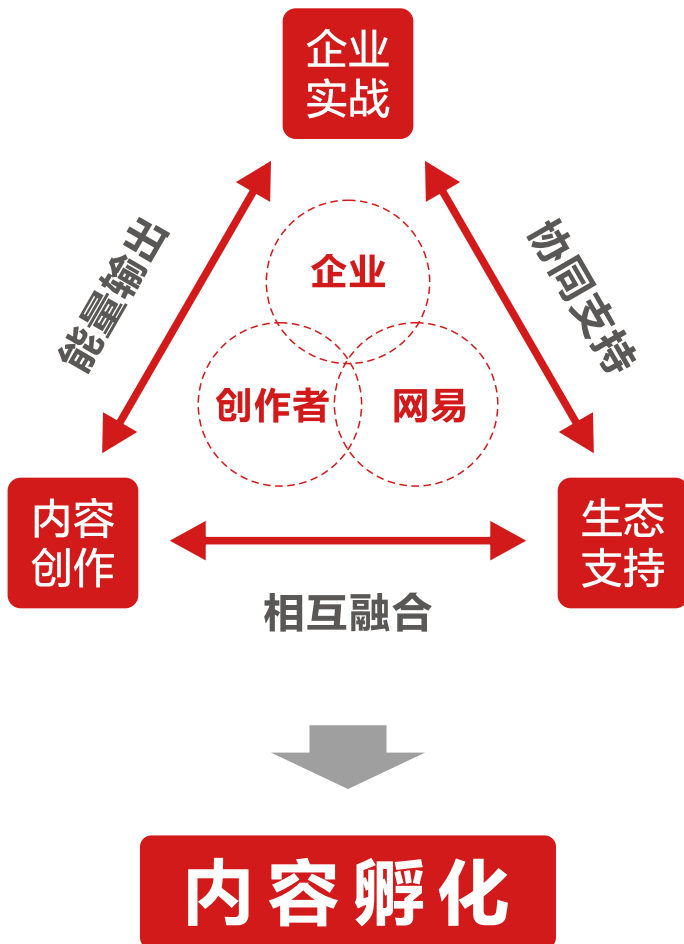 企业
实战
能量输出
协同支持
企业
创作者
网易
内容
创作
生态
支持
相互融合
内容孵化